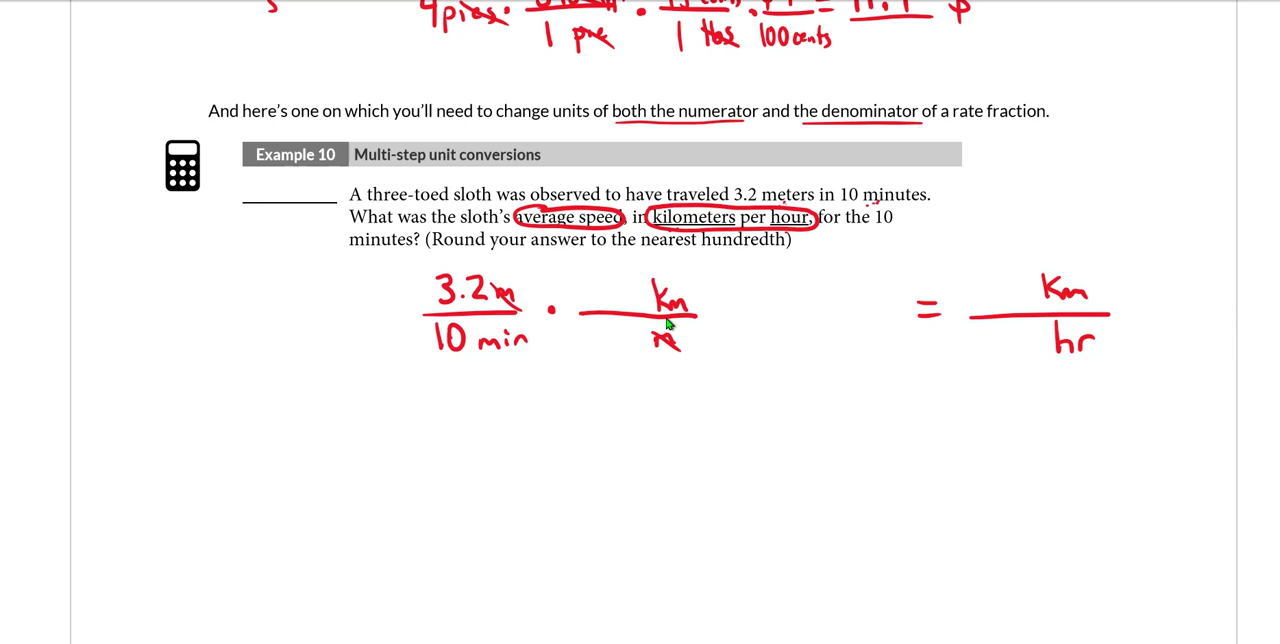 4 pies ·
1 pie 1 100 cents
And here's one on which you'll need to change units of both the numerator and the denominator of a rate fraction.
Example 10 Multi-step unit conversions
A three-toed sloth was observed to have traveled 3.2 meters in 10 minutes.
What was the sloth's average speed, in kilometers per hour, for the 10
minutes? (Round your answer to the nearest hundredth)
3.2 m · km = km
10 min m hr